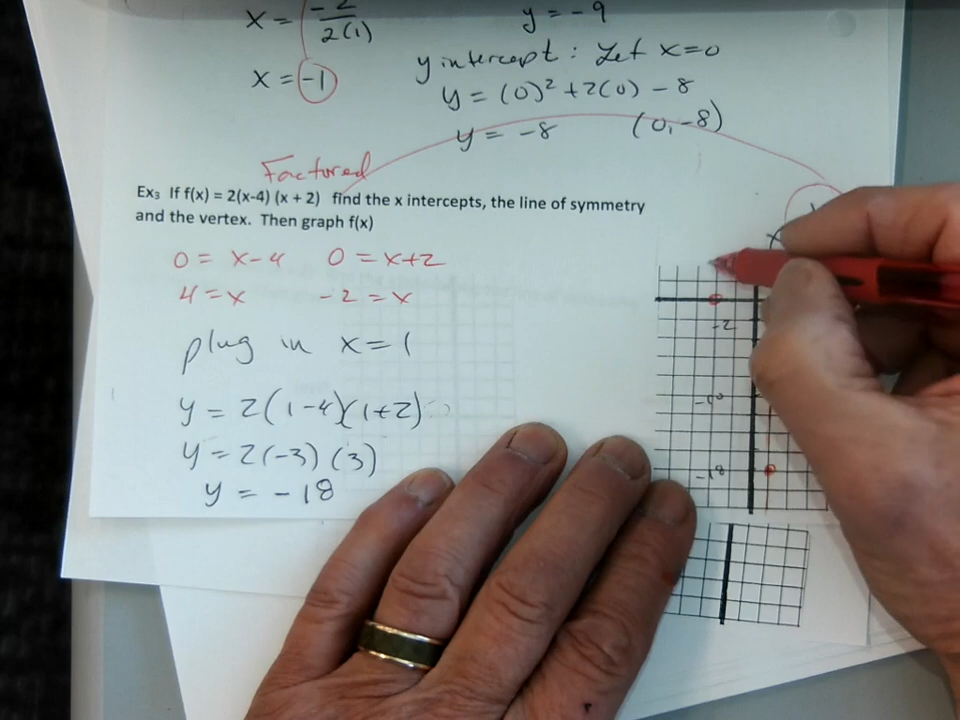 x = -2/2(1)
y = -9
x = -1
y intercept: Let x=0
y = (0)² + 2(0) - 8
y = -8 (0,-8)
Factored
Ex3 If f(x) = 2(x-4) (x + 2) find the x intercepts, the line of symmetry
and the vertex. Then graph f(x)
0 = x-4 0 = x+2
4 = x -2 = x
plug in x = 1
y = 2(1-4)(1+2)
y = 2(-3)(3)
y = -18
-2
-10
-18